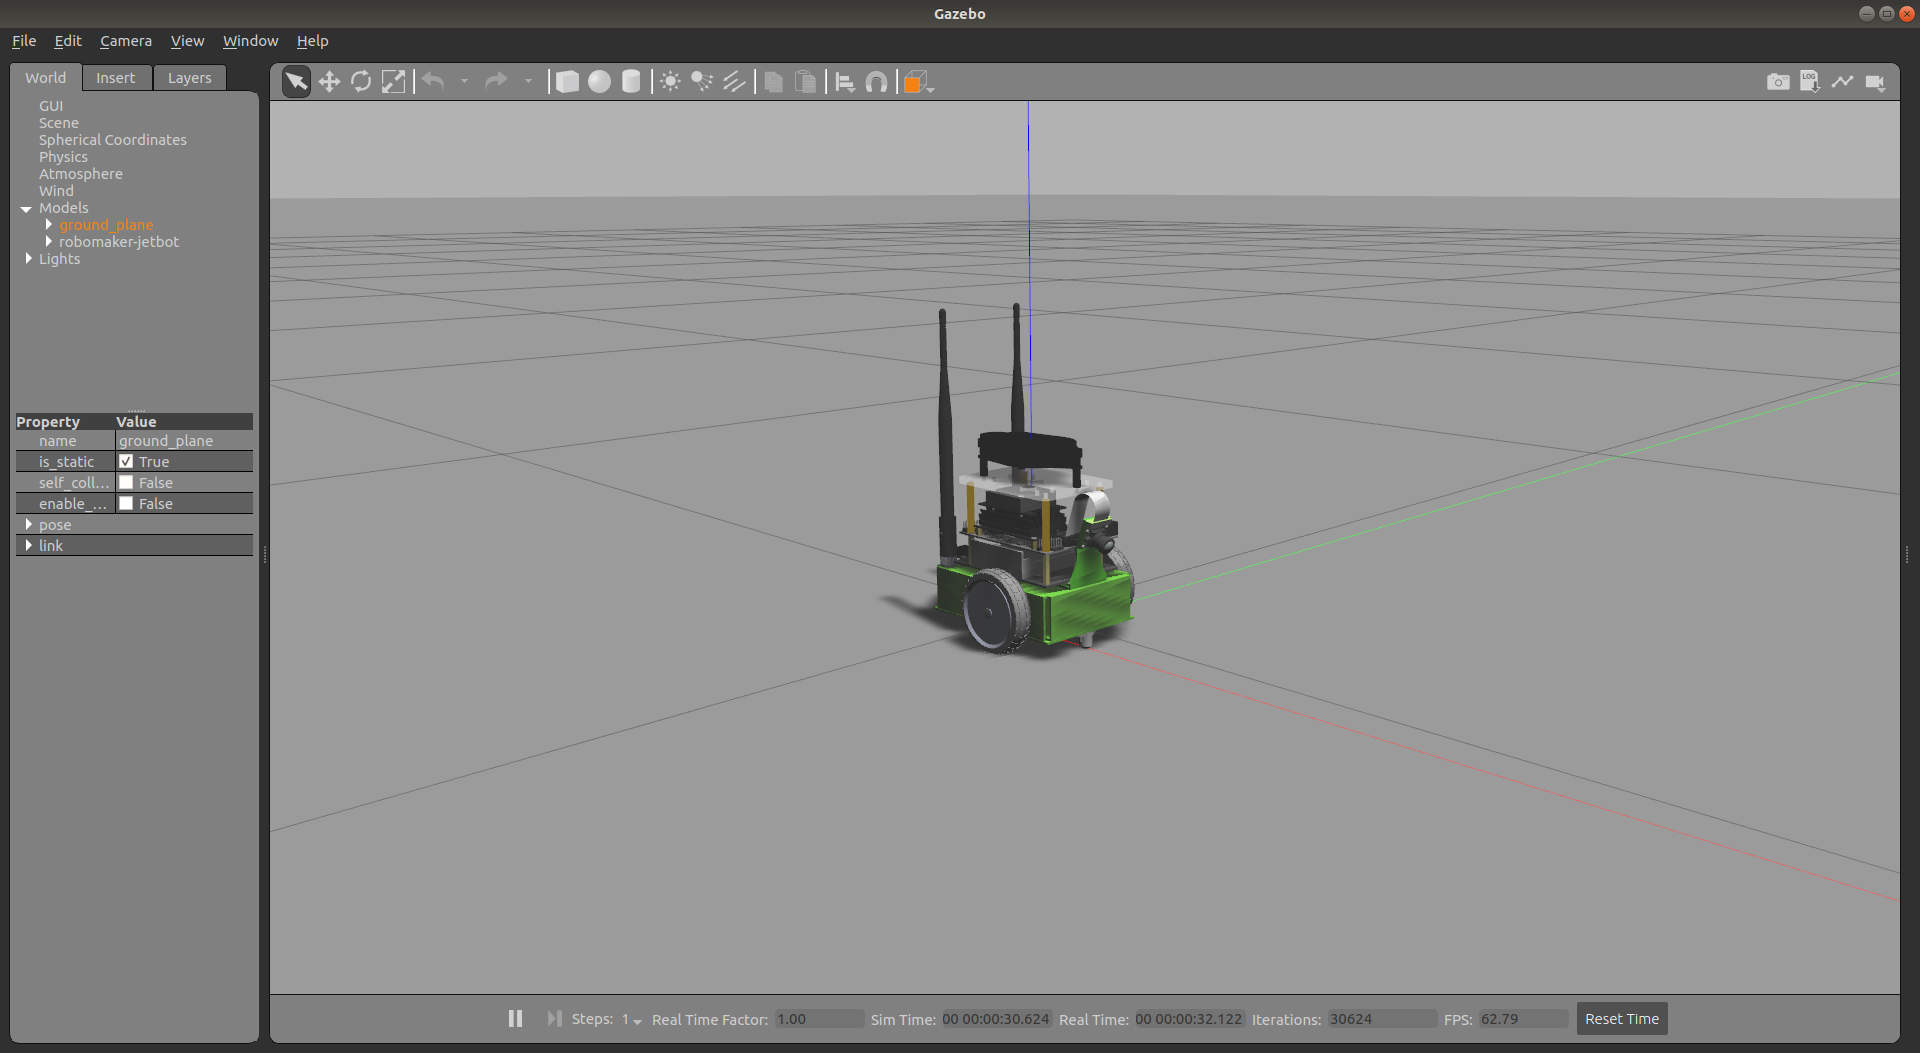 Gazebo
File Edit Camera View Window Help
World Insert Layers
LOG
GUI
Scene
Spherical Coordinates
Physics
Atmosphere
Wind
Models
ground_plane
robomaker-jetbot
Lights
Property Value
name ground_plane
is_static True
self_coll... False
enable_... False
pose
link
Steps: 1 Real Time Factor: 1.00 Sim Time: 00 00:00:30.624 Real Time: 00 00:00:32.122 Iterations: 30624 FPS: 62.79 Reset Time